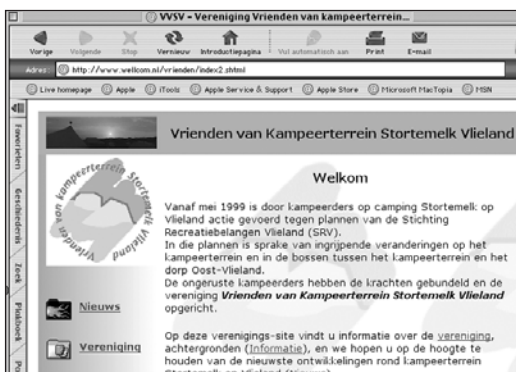 VVSV - Vereniging Vrienden van kampeerterrein...
Vorige Volgende Stop Vernieuw Introductiepagina Vul automatisch aan Print E-mail
Adres: http://www.wellcom.nl/vrienden/index2.shtml
Live homepage Apple iTools Apple Service & Support Apple Store Microsoft MacTopia MSN
Favorieten
Geschiedenis
Zoek
Plakboek
Vrienden van Kampeerterrein Stortemelk Vlieland
vrienden van kampeerterrein Stortemelk Vlieland
Welkom
Vanaf mei 1999 is door kampeerders op camping Stortemelk op
Vlieland actie gevoerd tegen plannen van de Stichting
Recreatiebelangen Vlieland (SRV).
In die plannen is sprake van ingrijpende veranderingen op het
kampeerterrein en in de bossen tussen het kampeerterrein en het
dorp Oost-Vlieland.
De ongeruste kampeerders hebben de krachten gebundeld en de
vereniging Vrienden van Kampeerterrein Stortemelk Vlieland
opgericht.
Nieuws
Vereniging
Op deze verenigings-site vindt u informatie over de vereniging,
achtergronden (Informatie), en we hopen u op de hoogte te
houden van de nieuwste ontwikkelingen rond kampeerterrein